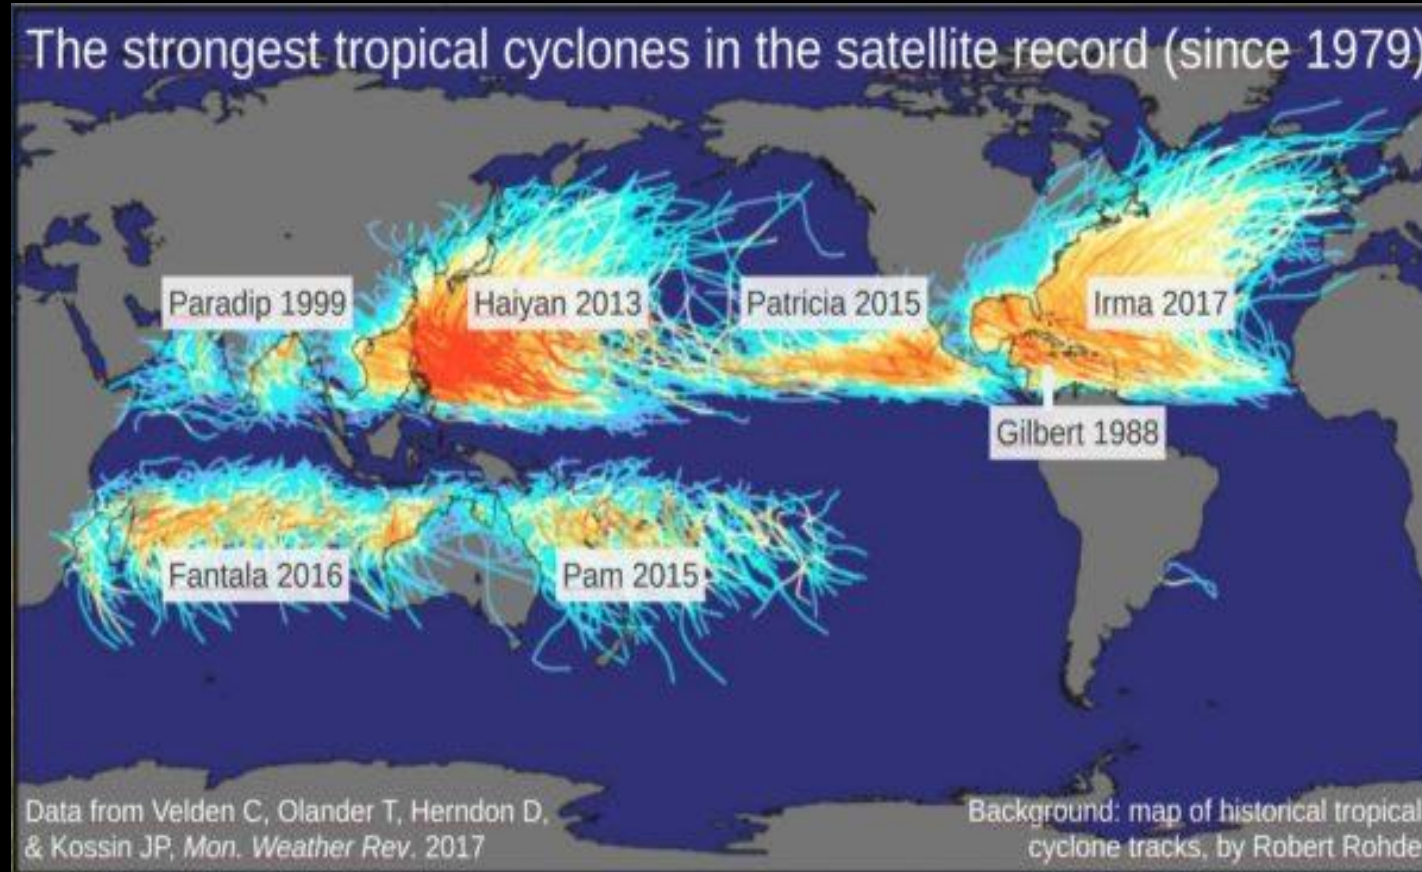 The strongest tropical cyclones in the satellite record (since 1979)
Paradip 1999
Haiyan 2013
Patricia 2015
Irma 2017
Gilbert 1988
Fantala 2016
Pam 2015
Data from Velden C, Olander T, Herndon D,
& Kossin JP, Mon. Weather Rev. 2017
Background: map of historical tropical
cyclone tracks, by Robert Rohde